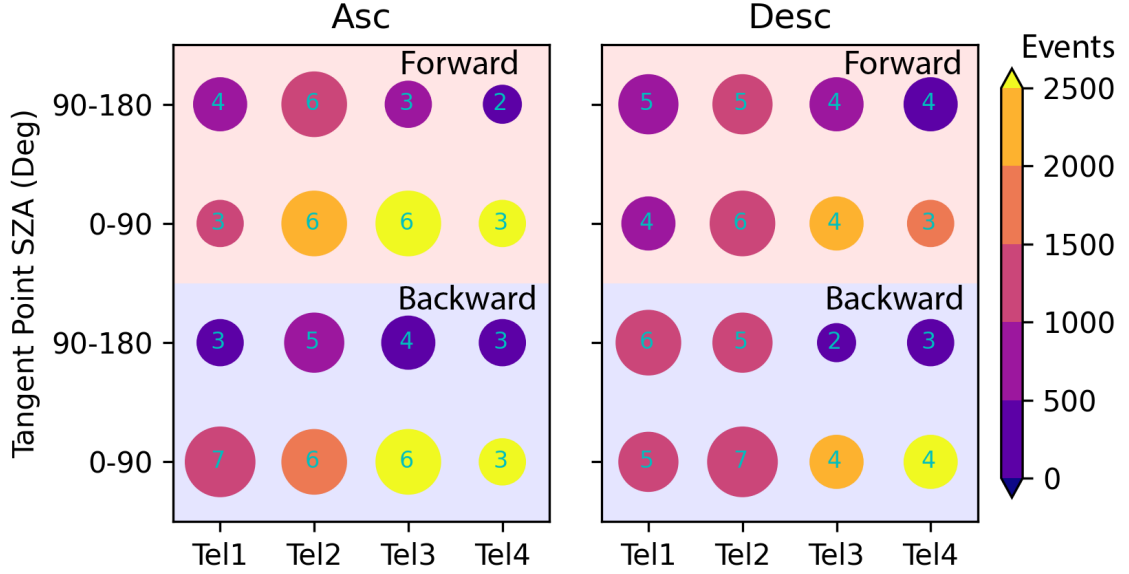 Asc Desc
Events
Tangent Point SZA (Deg)
Forward Forward
90-180 4 6 3 2 5 5 4 4
0-90 3 6 6 3 4 6 4 3
Backward Backward
90-180 3 5 4 3 6 5 2 3
0-90 7 6 6 3 5 7 4 4
Tel1 Tel2 Tel3 Tel4 Tel1 Tel2 Tel3 Tel4
2500
2000
1500
1000
500
0